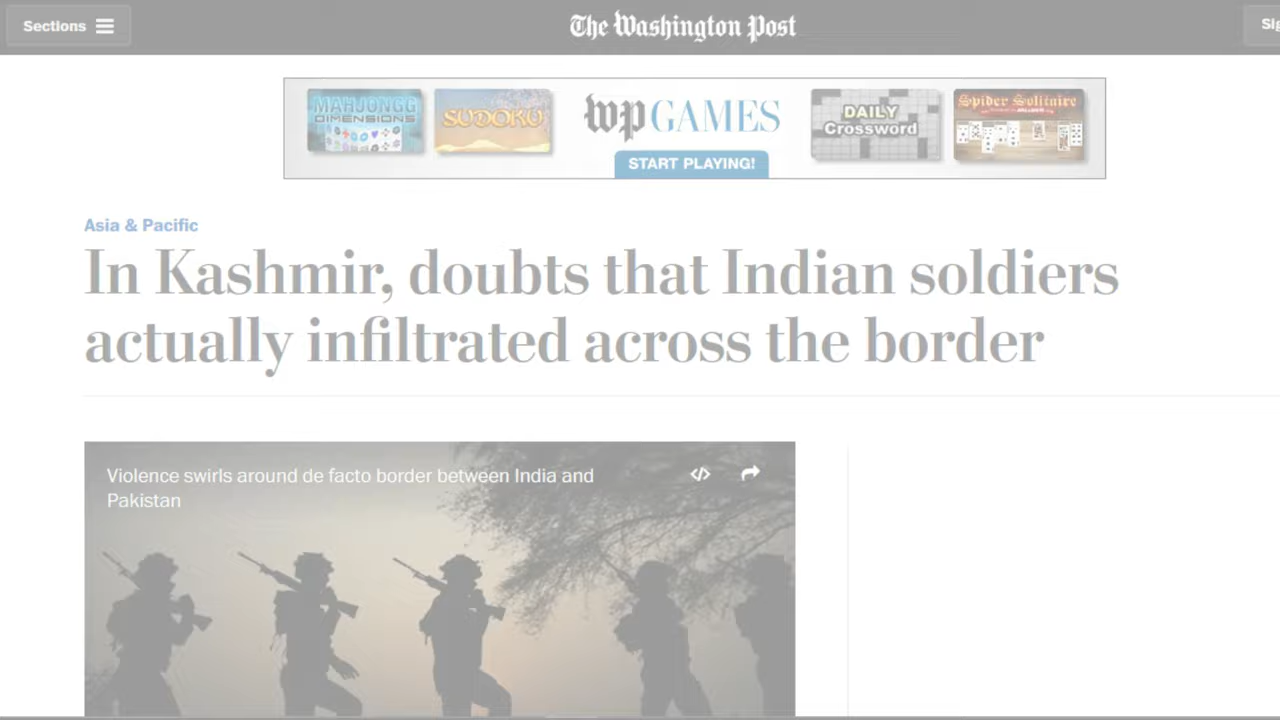 Sections
The Washington Post
MAHJONGG
DIMENSIONS
SUDOKU
wp GAMES
START PLAYING!
DAILY
Crossword
Spider Solitaire
Asia & Pacific
In Kashmir, doubts that Indian soldiers
actually infiltrated across the border
Violence swirls around de facto border between India and
Pakistan